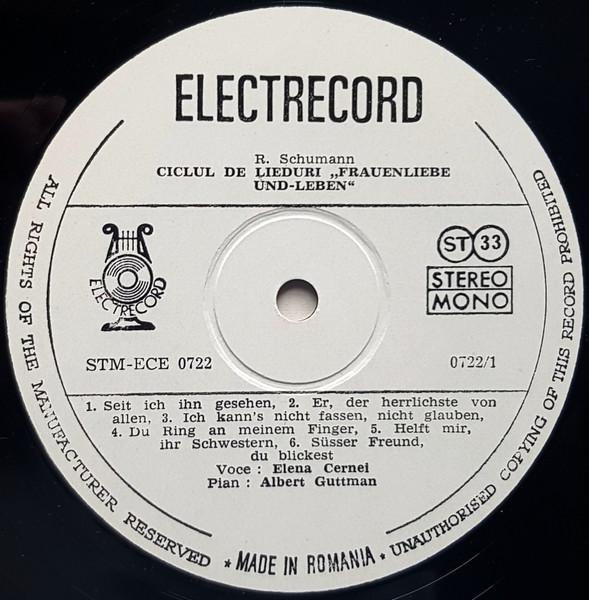 ELECTRECORD
R. Schumann
CICLUL DE LIEDURI „FRAUENLIEBE
UND-LEBEN“
ELECTRECORD
ST 33
STEREO
MONO
STM-ECE 0722
0722/1
1. Seit ich ihn gesehen, 2. Er, der herrlichste von
allen, 3. Ich kann's nicht fassen, nicht glauben,
4. Du Ring an meinem Finger, 5. Helft mir,
ihr Schwestern, 6. Süsser Freund,
du blickest
Voce : Elena Cernei
Pian : Albert Guttman
ALL RIGHTS OF THE MANUFACTURER RESERVED * MADE IN ROMANIA * UNAUTHORISED COPYING OF THIS RECORD PROHIBITED